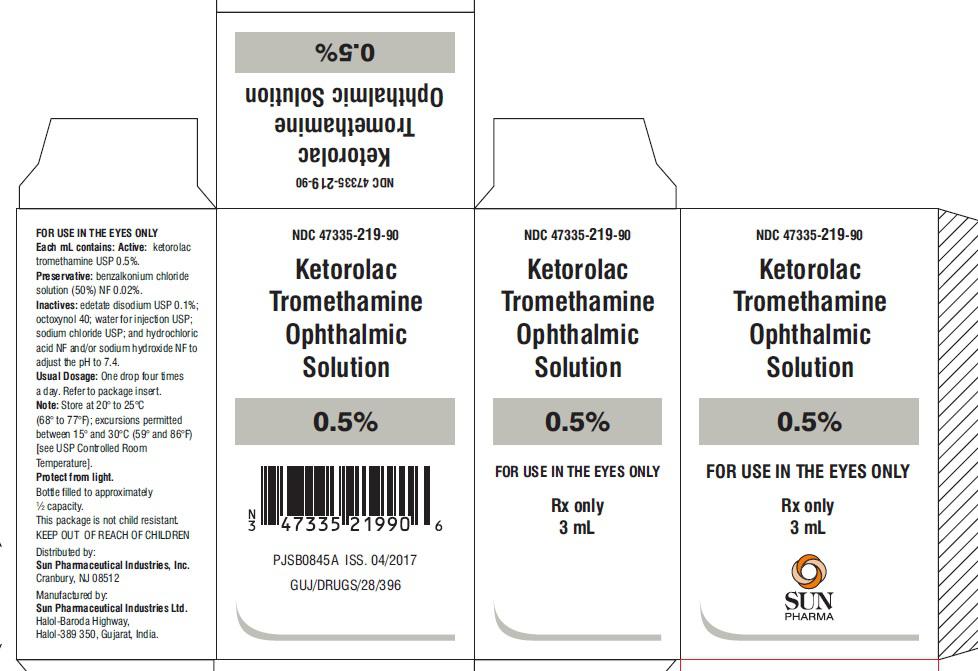 0.5%
Ophthalmic Solution
Tromethamine
Ketorolac
NDC 47335-219-90
FOR USE IN THE EYES ONLY
Each mL contains: Active: ketorolac
tromethamine USP 0.5%.
Preservative: benzalkonium chloride
solution (50%) NF 0.02%.
Inactives: edetate disodium USP 0.1%;
octoxynol 40; water for injection USP;
sodium chloride USP; and hydrochloric
acid NF and/or sodium hydroxide NF to
adjust the pH to 7.4.
Usual Dosage: One drop four times
a day. Refer to package insert.
Note: Store at 20° to 25°C
(68° to 77°F); excursions permitted
between 15° and 30°C (59° and 86°F)
[see USP Controlled Room
Temperature].
Protect from light.
Bottle filled to approximately
½ capacity.
This package is not child resistant.
KEEP OUT OF REACH OF CHILDREN
Distributed by:
Sun Pharmaceutical Industries, Inc.
Cranbury, NJ 08512
Manufactured by:
Sun Pharmaceutical Industries Ltd.
Halol-Baroda Highway,
Halol-389 350, Gujarat, India.
NDC 47335-219-90
Ketorolac
Tromethamine
Ophthalmic
Solution
0.5%
N
3 47335 21990 6
PJSB0845A ISS. 04/2017
GUJ/DRUGS/28/396
NDC 47335-219-90
Ketorolac
Tromethamine
Ophthalmic
Solution
0.5%
FOR USE IN THE EYES ONLY
Rx only
3 mL
NDC 47335-219-90
Ketorolac
Tromethamine
Ophthalmic
Solution
0.5%
FOR USE IN THE EYES ONLY
Rx only
3 mL
SUN
PHARMA